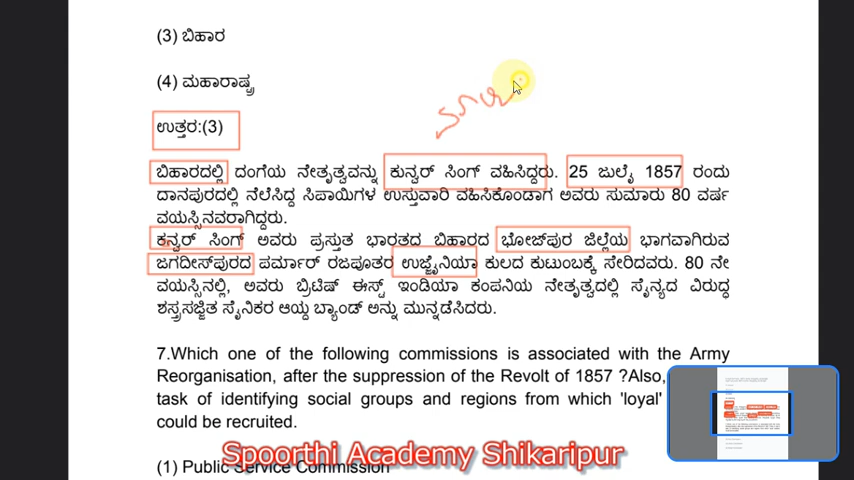 (3) ಬಿಹಾರ
(4) ಮಹಾರಾಷ್ಟ್ರ
ಉತ್ತರ:(3)
ಬಿಹಾರದಲ್ಲಿ ದಂಗೆಯ ನೇತೃತ್ವವನ್ನು ಕುನ್ವರ್ ಸಿಂಗ್ ವಹಿಸಿದ್ದರು. 25 ಜುಲೈ 1857 ರಂದು
ದಾನಪುರದಲ್ಲಿ ನೆಲೆಸಿದ್ದ ಸಿಪಾಯಿಗಳ ಉಸ್ತುವಾರಿ ವಹಿಸಿಕೊಂಡಾಗ ಅವರು ಸುಮಾರು 80 ವರ್ಷ
ವಯಸ್ಸಿನವರಾಗಿದ್ದರು.
ಕನ್ವರ್ ಸಿಂಗ್ ಅವರು ಪ್ರಸ್ತುತ ಭಾರತದ ಬಿಹಾರದ ಭೋಜ್‌ಪುರ ಜಿಲ್ಲೆಯ ಭಾಗವಾಗಿರುವ
ಜಗದೀಸ್‌ಪುರದ ಪರ್ಮಾರ್ ರಜಪೂತರ ಉಜ್ಜೈನಿಯಾ ಕುಲದ ಕುಟುಂಬಕ್ಕೆ ಸೇರಿದವರು. 80 ನೇ
ವಯಸ್ಸಿನಲ್ಲಿ, ಅವರು ಬ್ರಿಟಿಷ್ ಈಸ್ಟ್ ಇಂಡಿಯಾ ಕಂಪನಿಯ ನೇತೃತ್ವದಲ್ಲಿ ಸೈನ್ಯದ ವಿರುದ್ಧ
ಶಸ್ತ್ರಸಜ್ಜಿತ ಸೈನಿಕರ ಆಯ್ದ ಬ್ಯಾಂಡ್ ಅನ್ನು ಮುನ್ನಡೆಸಿದರು.
7.Which one of the following commissions is associated with the Army
Reorganisation, after the suppression of the Revolt of 1857 ?Also,
task of identifying social groups and regions from which 'loyal'
could be recruited.
Spoorthi Academy Shikaripur
(1) Public Service Commission